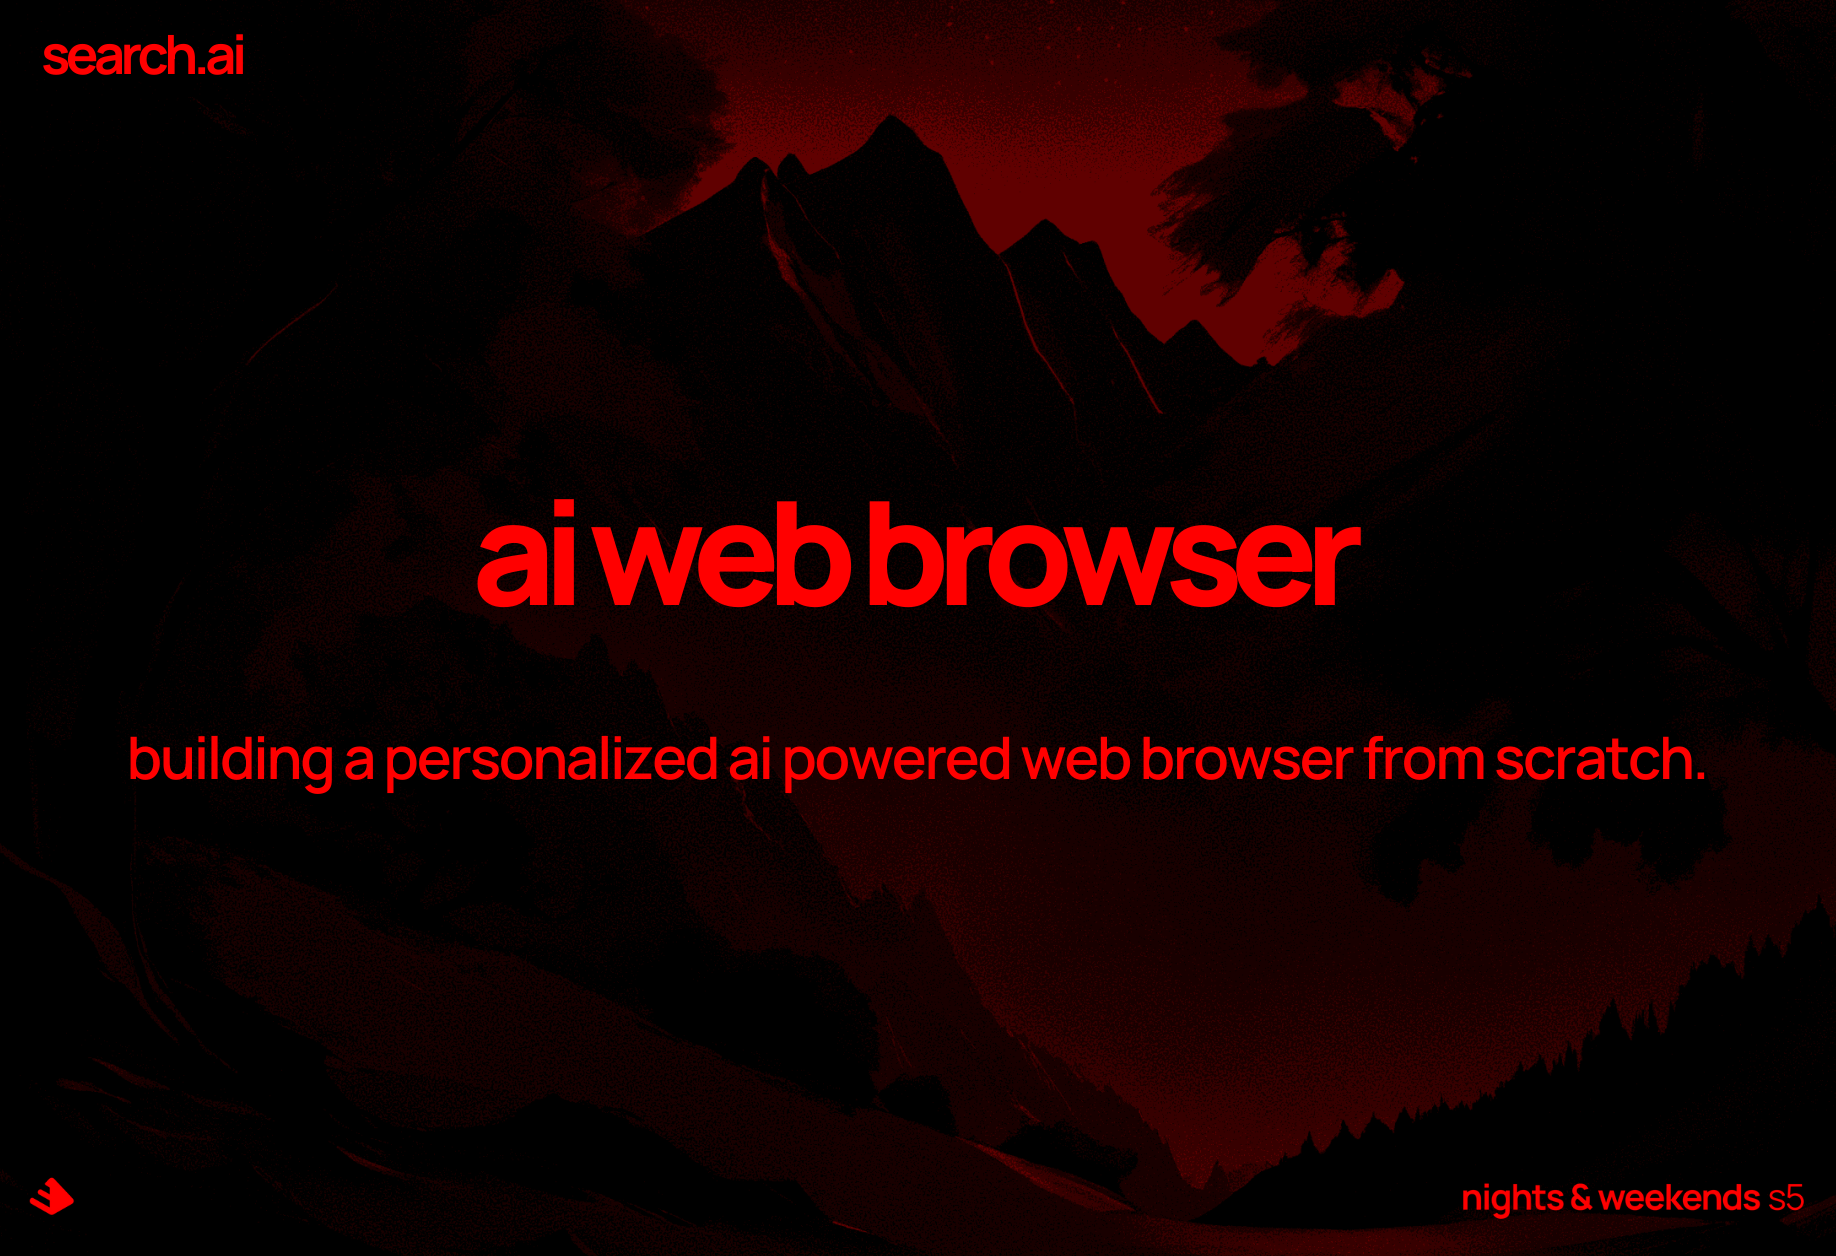 search.ai
ai web browser
building a personalized ai powered web browser from scratch.
nights & weekends s5